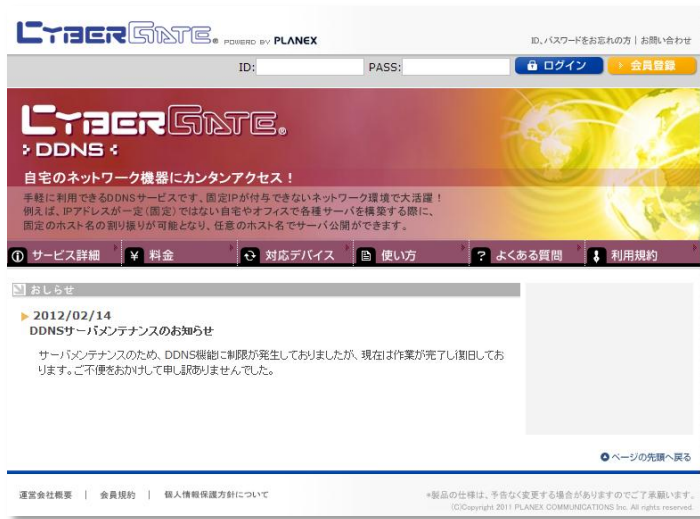 CYBERGATE® POWERD BY PLANEX
ID、パスワードをお忘れの方 | お問い合わせ
ID: PASS: ログイン 会員登録
CYBERGATE®
DDNS
自宅のネットワーク機器にカンタンアクセス！
手軽に利用できるDDNSサービスです、固定IPが付与できないネットワーク環境で大活躍！
例えば、IPアドレスが一定（固定）ではない自宅やオフィスで各種サーバを構築する際に、
固定のホスト名の割り振りが可能となり、任意のホスト名でサーバ公開ができます。
サービス詳細 ¥ 料金 対応デバイス 使い方 ? よくある質問 利用規約
おしらせ
2012/02/14
DDNSサーバメンテナンスのお知らせ
サーバメンテナンスのため、DDNS機能に制限が発生しておりましたが、現在は作業が完了し復旧してお
ります。ご不便をおかけして申し訳ありませんでした。
ページの先頭へ戻る
運営会社概要 | 会員規約 | 個人情報保護方針について
*製品の仕様は、予告なく変更する場合がありますのでご了承願います。
(C)Copyright 2011 PLANEX COMMUNICATIONS Inc. All rights reserved